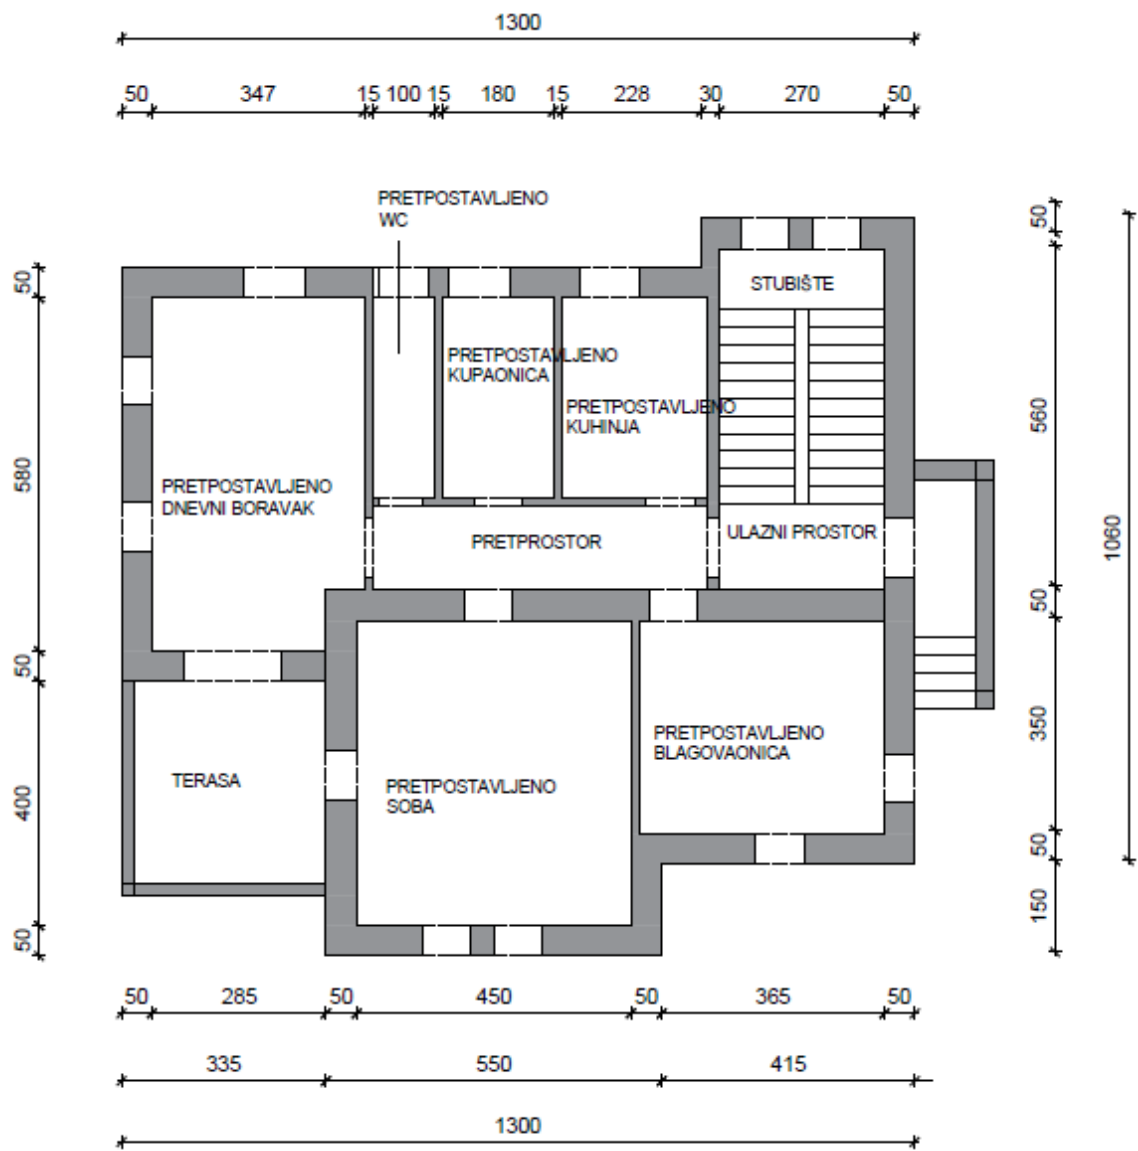 1300
50 347 15 100 15 180 15 228 30 270 50
PRETPOSTAVLJENO
WC
50
580
50
400
50
STUBIŠTE
PRETPOSTAVLJENO
KUPAONICA
PRETPOSTAVLJENO
KUHINJA
PRETPOSTAVLJENO
DNEVNI BORAVAK
PRETPROSTOR
ULAZNI PROSTOR
TERASA
PRETPOSTAVLJENO
SOBA
PRETPOSTAVLJENO
BLAGOVAONICA
50
560
50
350
50
150
1060
50 285 50 450 50 365 50
335 550 415
1300